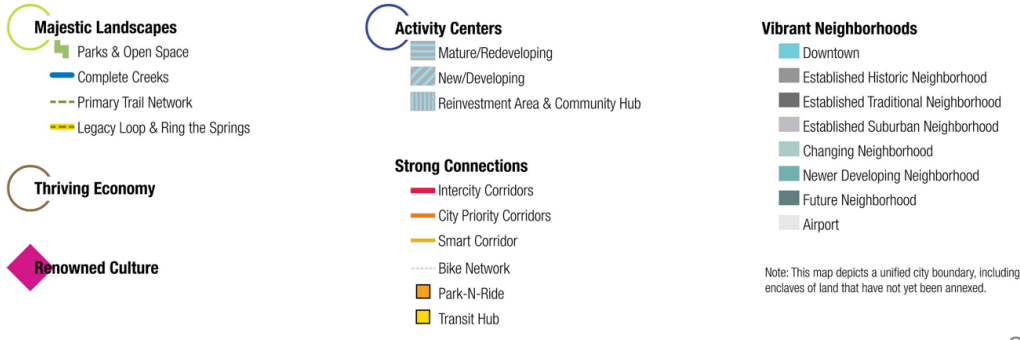 Majestic Landscapes
Parks & Open Space
Complete Creeks
Primary Trail Network
Legacy Loop & Ring the Springs
Thriving Economy
Renowned Culture
Activity Centers
Mature/Redeveloping
New/Developing
Reinvestment Area & Community Hub
Strong Connections
Intercity Corridors
City Priority Corridors
Smart Corridor
Bike Network
Park-N-Ride
Transit Hub
Vibrant Neighborhoods
Downtown
Established Historic Neighborhood
Established Traditional Neighborhood
Established Suburban Neighborhood
Changing Neighborhood
Newer Developing Neighborhood
Future Neighborhood
Airport
Note: This map depicts a unified city boundary, including
enclaves of land that have not yet been annexed.